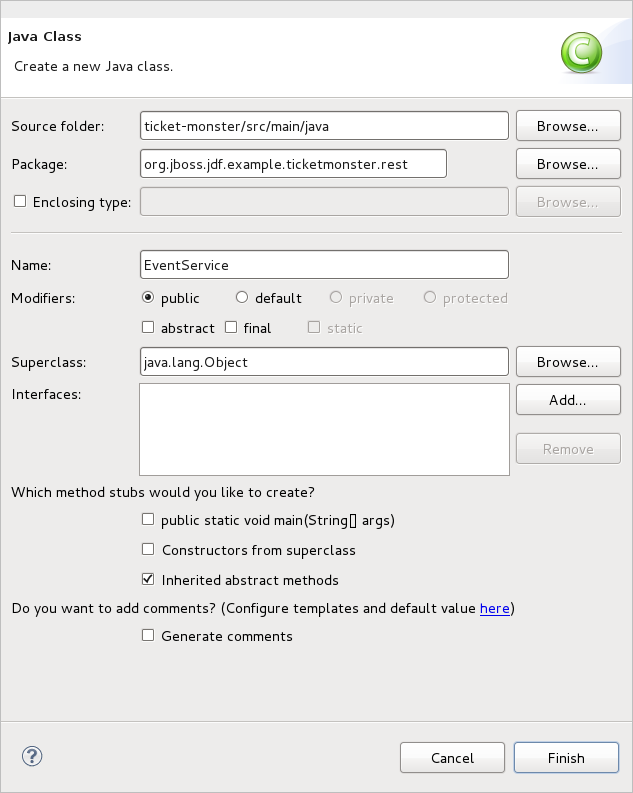 Java Class
Create a new Java class.
C
Source folder: ticket-monster/src/main/java Browse...
Package: org.jboss.jdf.example.ticketmonster.rest Browse...
Enclosing type: Browse...
Name: EventService
Modifiers: public default private protected
abstract final static
Superclass: java.lang.Object Browse...
Interfaces: Add...
Remove
Which method stubs would you like to create?
public static void main(String[] args)
Constructors from superclass
Inherited abstract methods
Do you want to add comments? (Configure templates and default value here)
Generate comments
? Cancel Finish